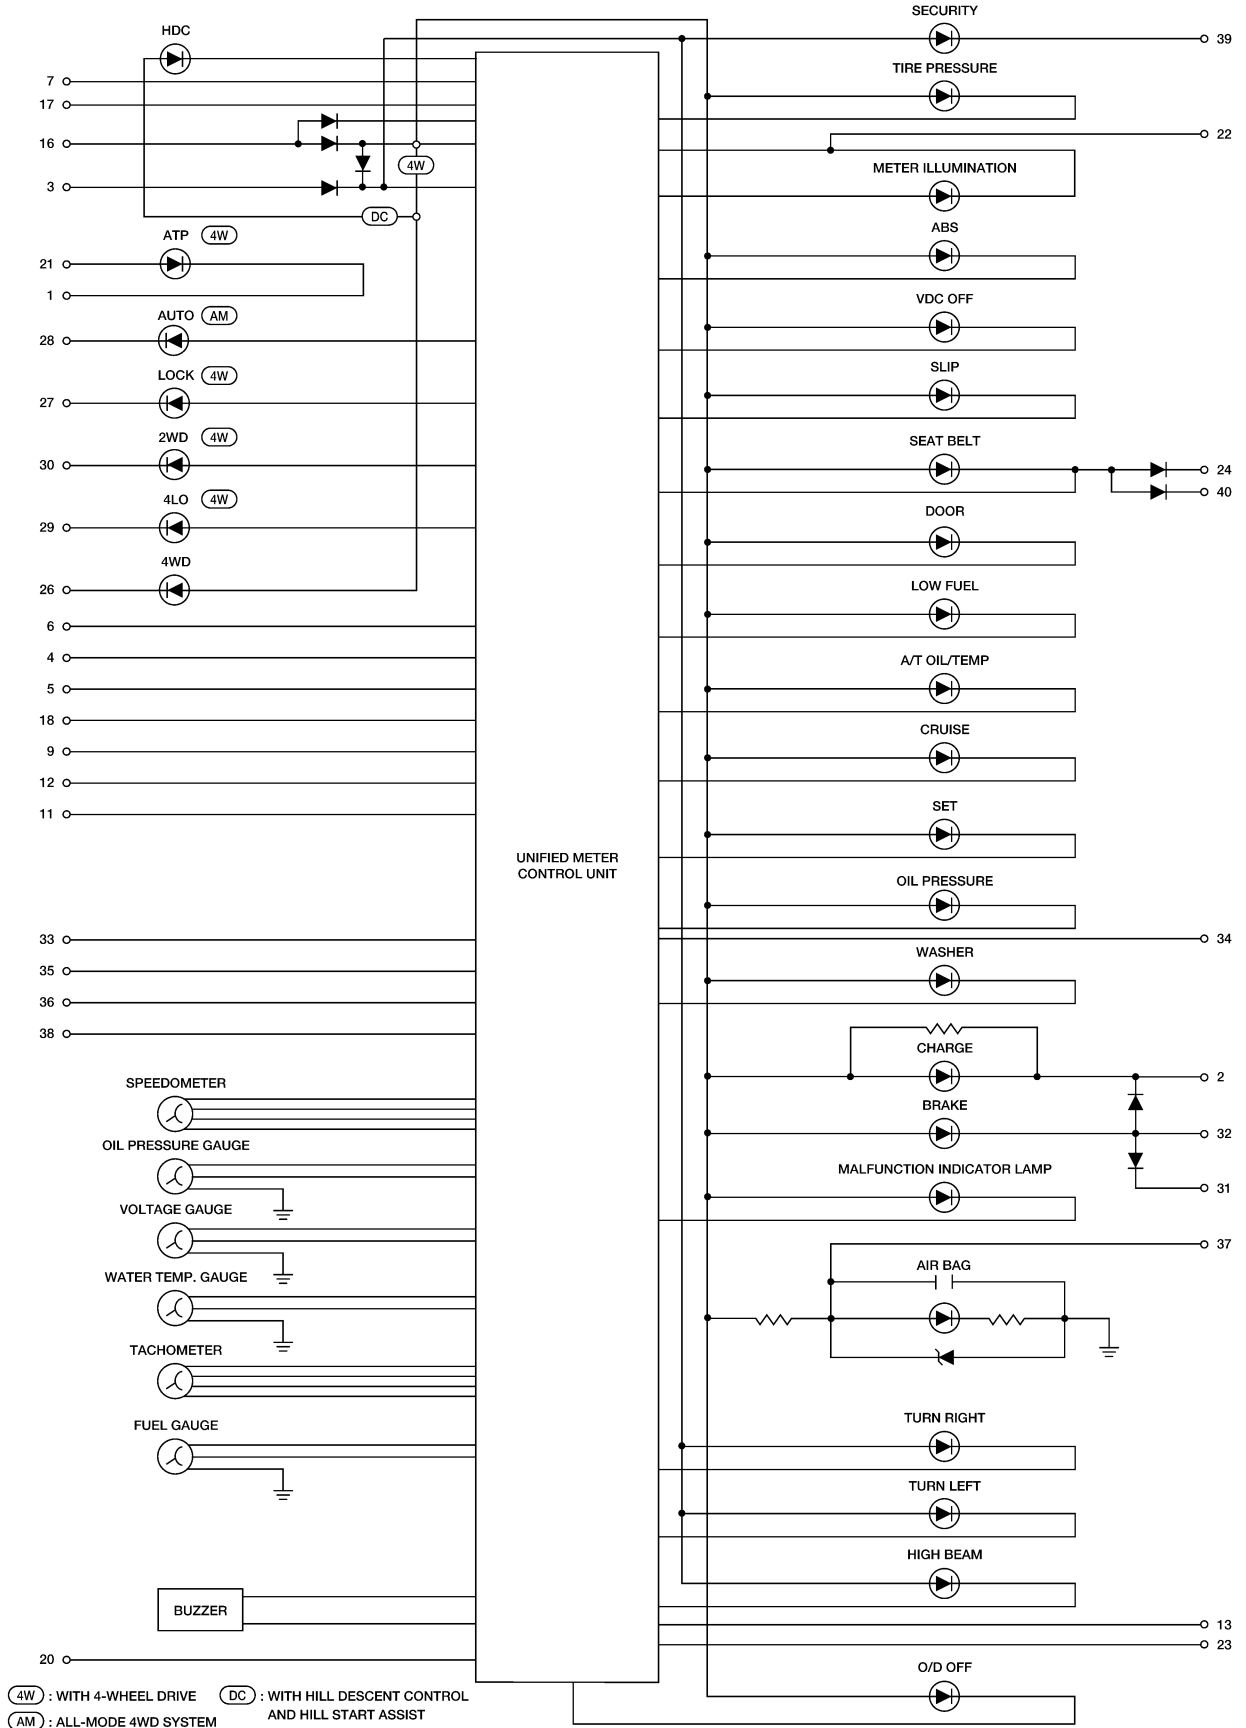 HDC
7
17
16
4W
3
DC
ATP 4W
21
1
AUTO AM
28
LOCK 4W
27
2WD 4W
30
4LO 4W
29
4WD
26
6
4
5
18
9
12
11
33
35
36
38
SPEEDOMETER
OIL PRESSURE GAUGE
VOLTAGE GAUGE
WATER TEMP. GAUGE
TACHOMETER
FUEL GAUGE
BUZZER
20
UNIFIED METER
CONTROL UNIT
SECURITY
39
TIRE PRESSURE
22
METER ILLUMINATION
ABS
VDC OFF
SLIP
SEAT BELT
24
40
DOOR
LOW FUEL
A/T OIL/TEMP
CRUISE
SET
OIL PRESSURE
34
WASHER
CHARGE
2
BRAKE
32
MALFUNCTION INDICATOR LAMP
31
37
AIR BAG
TURN RIGHT
TURN LEFT
HIGH BEAM
13
23
O/D OFF
4W : WITH 4-WHEEL DRIVE
DC : WITH HILL DESCENT CONTROL
AND HILL START ASSIST
AM : ALL-MODE 4WD SYSTEM